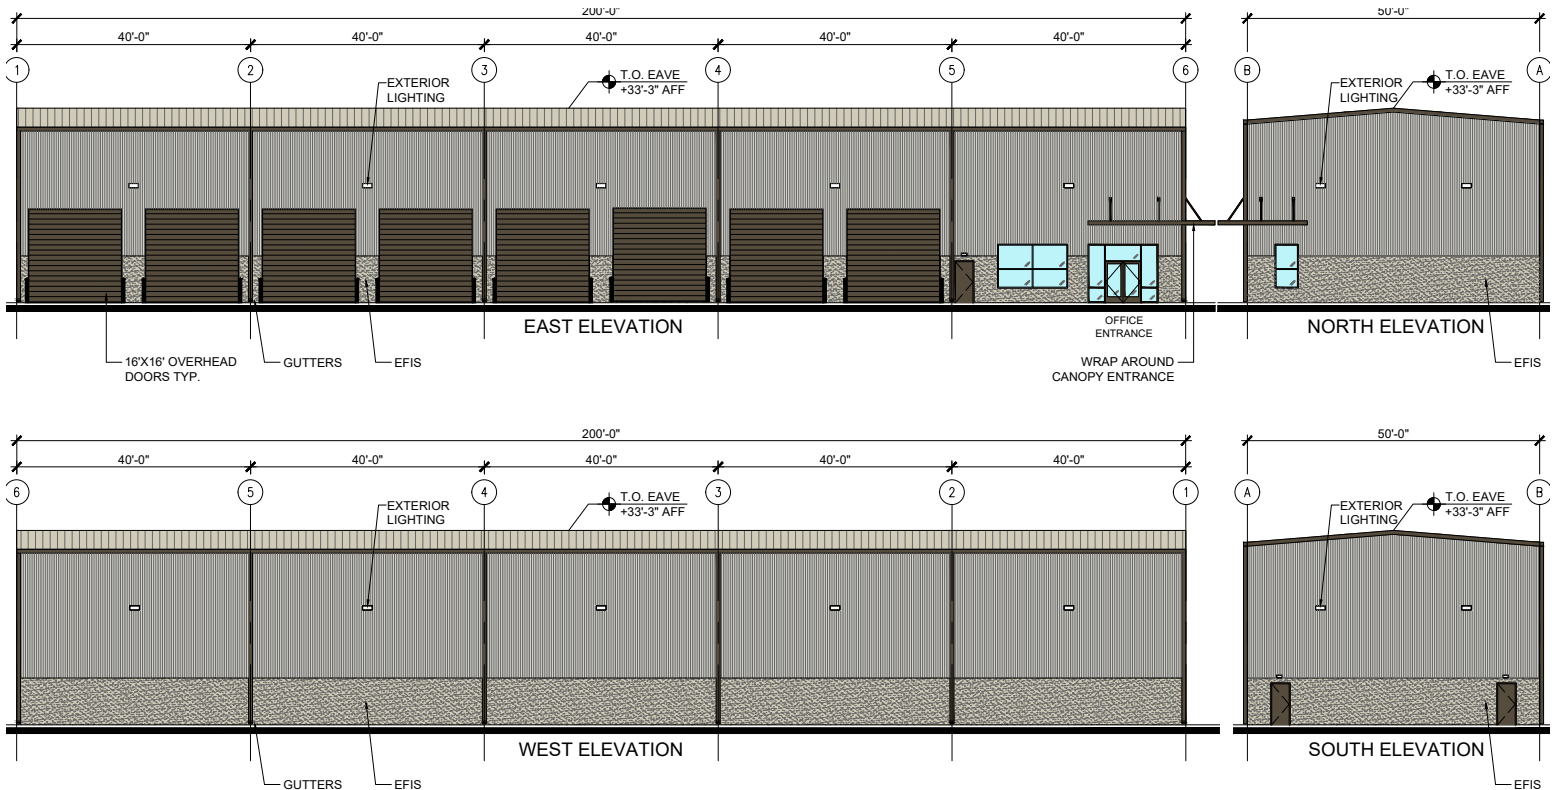 200'-0"
50'-0"
40'-0"
40'-0"
40'-0"
40'-0"
40'-0"
1
2
3
4
5
6
B
A
EXTERIOR
LIGHTING
T.O. EAVE
+33'-3" AFF
EXTERIOR
LIGHTING
T.O. EAVE
+33'-3" AFF
OFFICE
ENTRANCE
EAST ELEVATION
NORTH ELEVATION
16'X16' OVERHEAD
DOORS TYP.
GUTTERS
EFIS
WRAP AROUND
CANOPY ENTRANCE
EFIS
200'-0"
50'-0"
40'-0"
40'-0"
40'-0"
40'-0"
40'-0"
6
5
4
3
2
1
A
B
EXTERIOR
LIGHTING
T.O. EAVE
+33'-3" AFF
EXTERIOR
LIGHTING
T.O. EAVE
+33'-3" AFF
WEST ELEVATION
SOUTH ELEVATION
GUTTERS
EFIS
EFIS